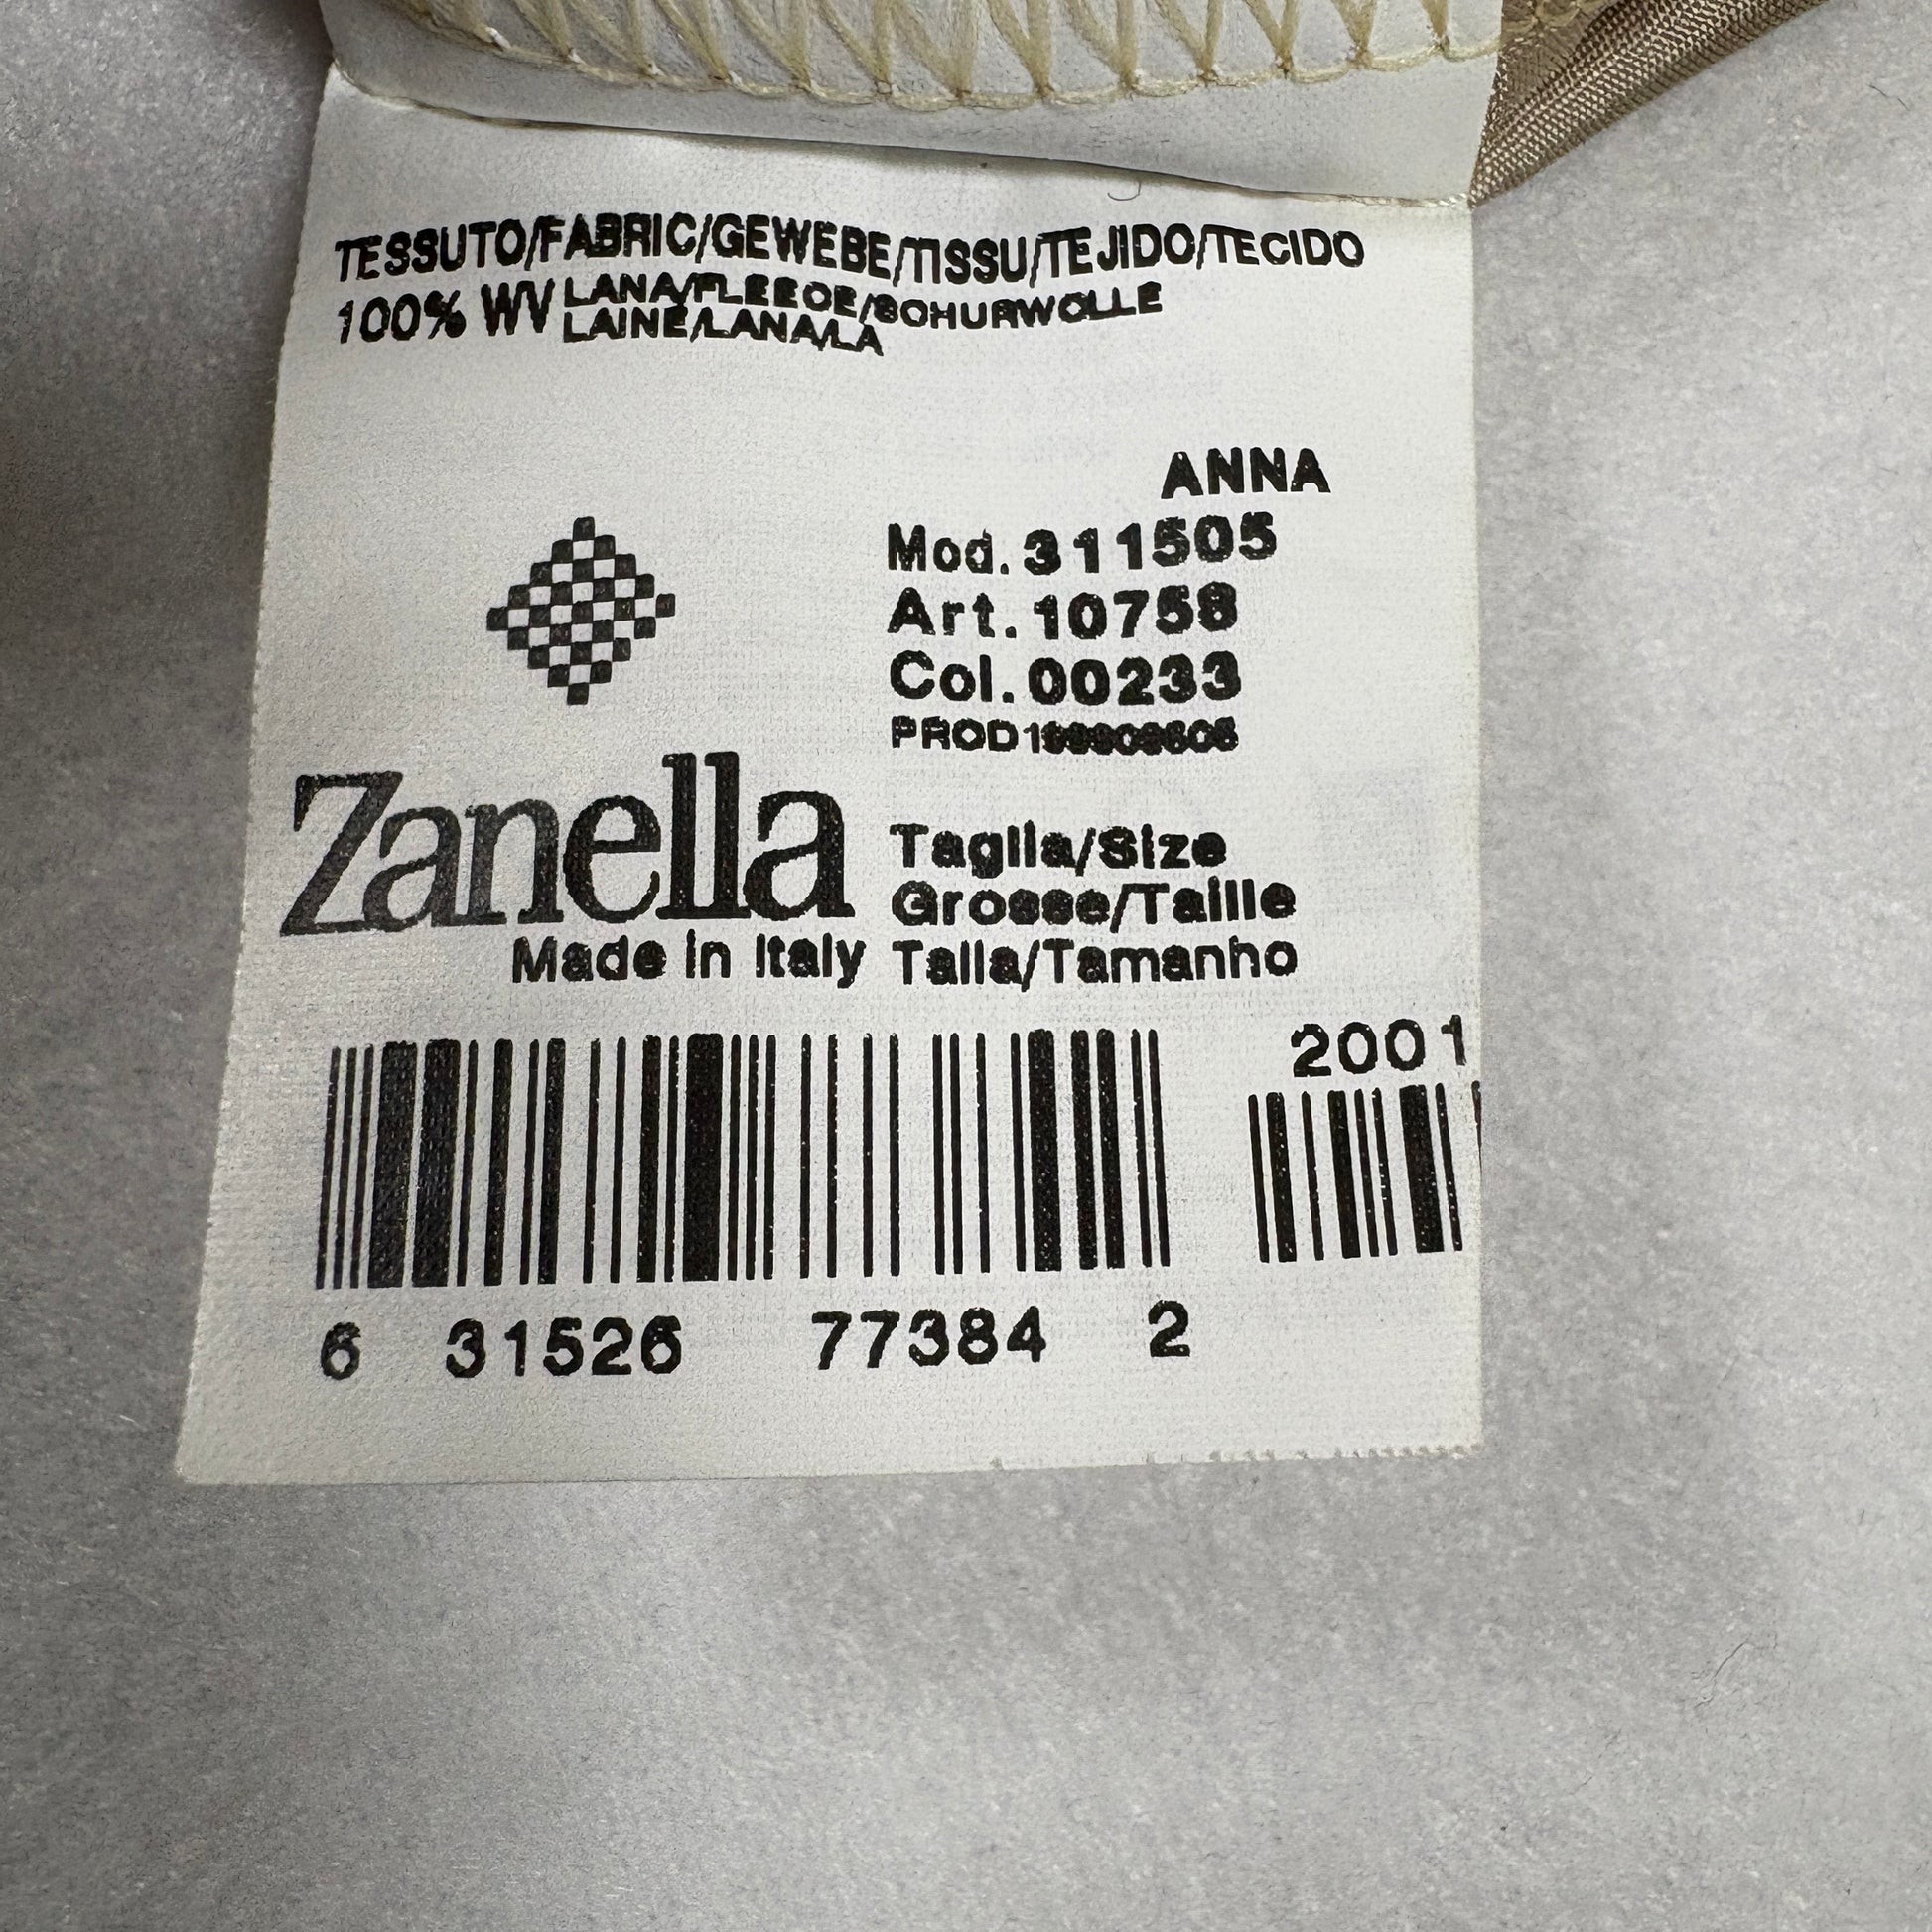 TESSUTO/FABRIC/GEWEBE/TISSU/TEJIDO/TECIDO
100% WV LANA/FLEECE/SCHURWOLLE
LAINE/LANA/LA
ANNA
Mod. 311505
Art. 10758
Col. 00233
Zanella
Made in Italy
Taglia/Size
Grosse/Taille
Talla/Tamanho
2001
6 31526 77384 2